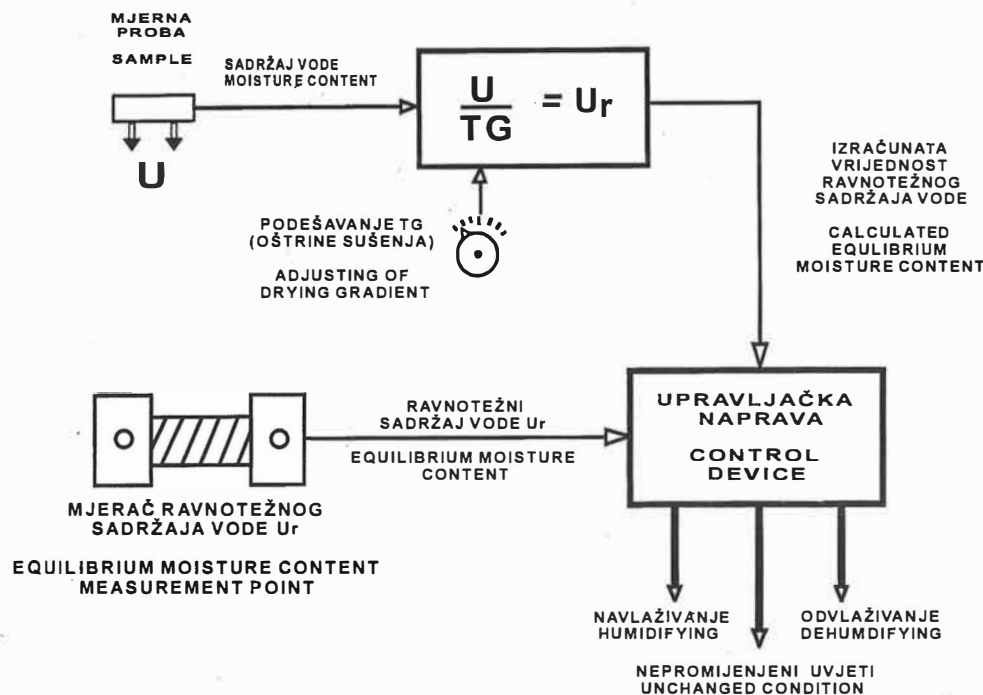 MJERNA
PROBA
SAMPLE
SADRŽAJ VODE
MOISTURE CONTENT
U
U
TG
= Ur
PODEŠAVANJE TG
(OŠTRINE SUŠENJA)
ADJUSTING OF
DRYING GRADIENT
IZRAČUNATA
VRIJEDNOST
RAVNOTEŽNOG
SADRŽAJA VODE
CALCULATED
EQULIBRIUM
MOISTURE CONTENT
RAVNOTEŽNI
SADRŽAJ VODE Ur
EQUILIBRIUM MOISTURE
CONTENT
UPRAVLJAČKA
NAPRAVA
CONTROL
DEVICE
MJERAČ RAVNOTEŽNOG
SADRŽAJA VODE Ur
EQUILIBRIUM MOISTURE CONTENT
MEASUREMENT POINT
NAVLAŽIVANJE
HUMIDIFYING
ODVLAŽIVANJE
DEHUMDIFYING
NEPROMIJENJENI UVJETI
UNCHANGED CONDITION